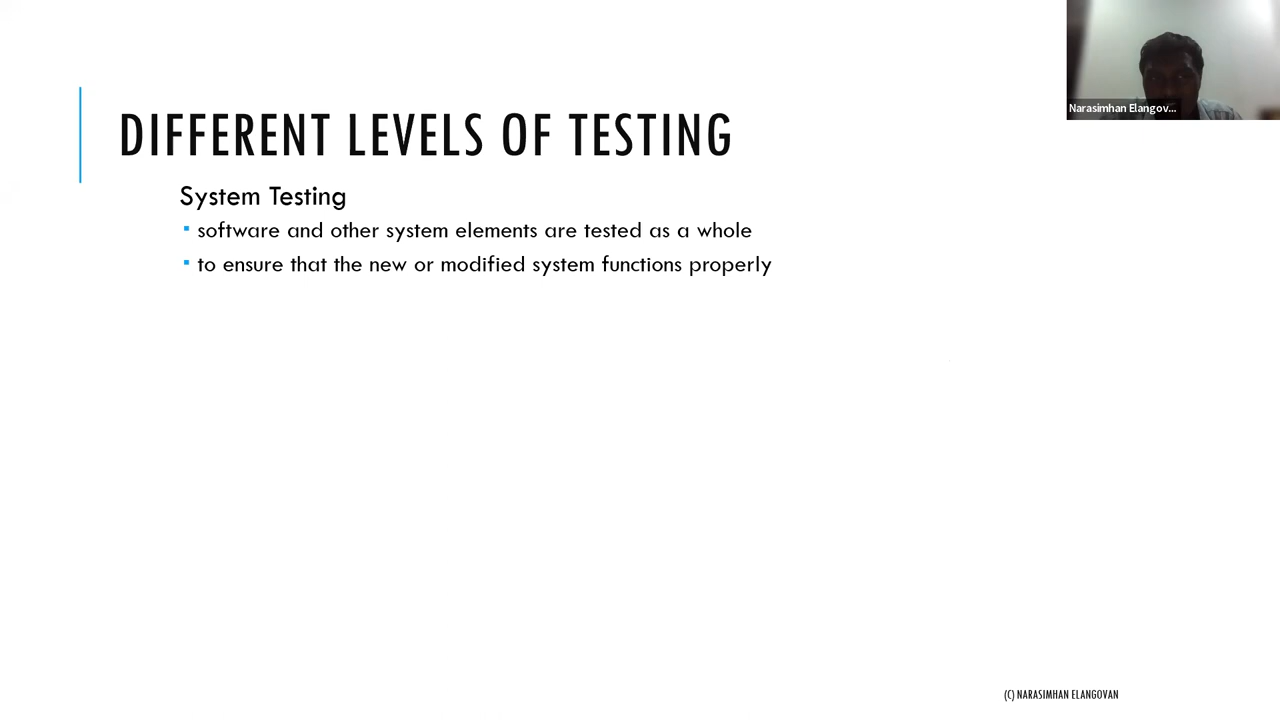 Narasimhan Elangov...
DIFFERENT LEVELS OF TESTING
System Testing
software and other system elements are tested as a whole
to ensure that the new or modified system functions properly
(C) NARASIMHAN ELANGOVAN